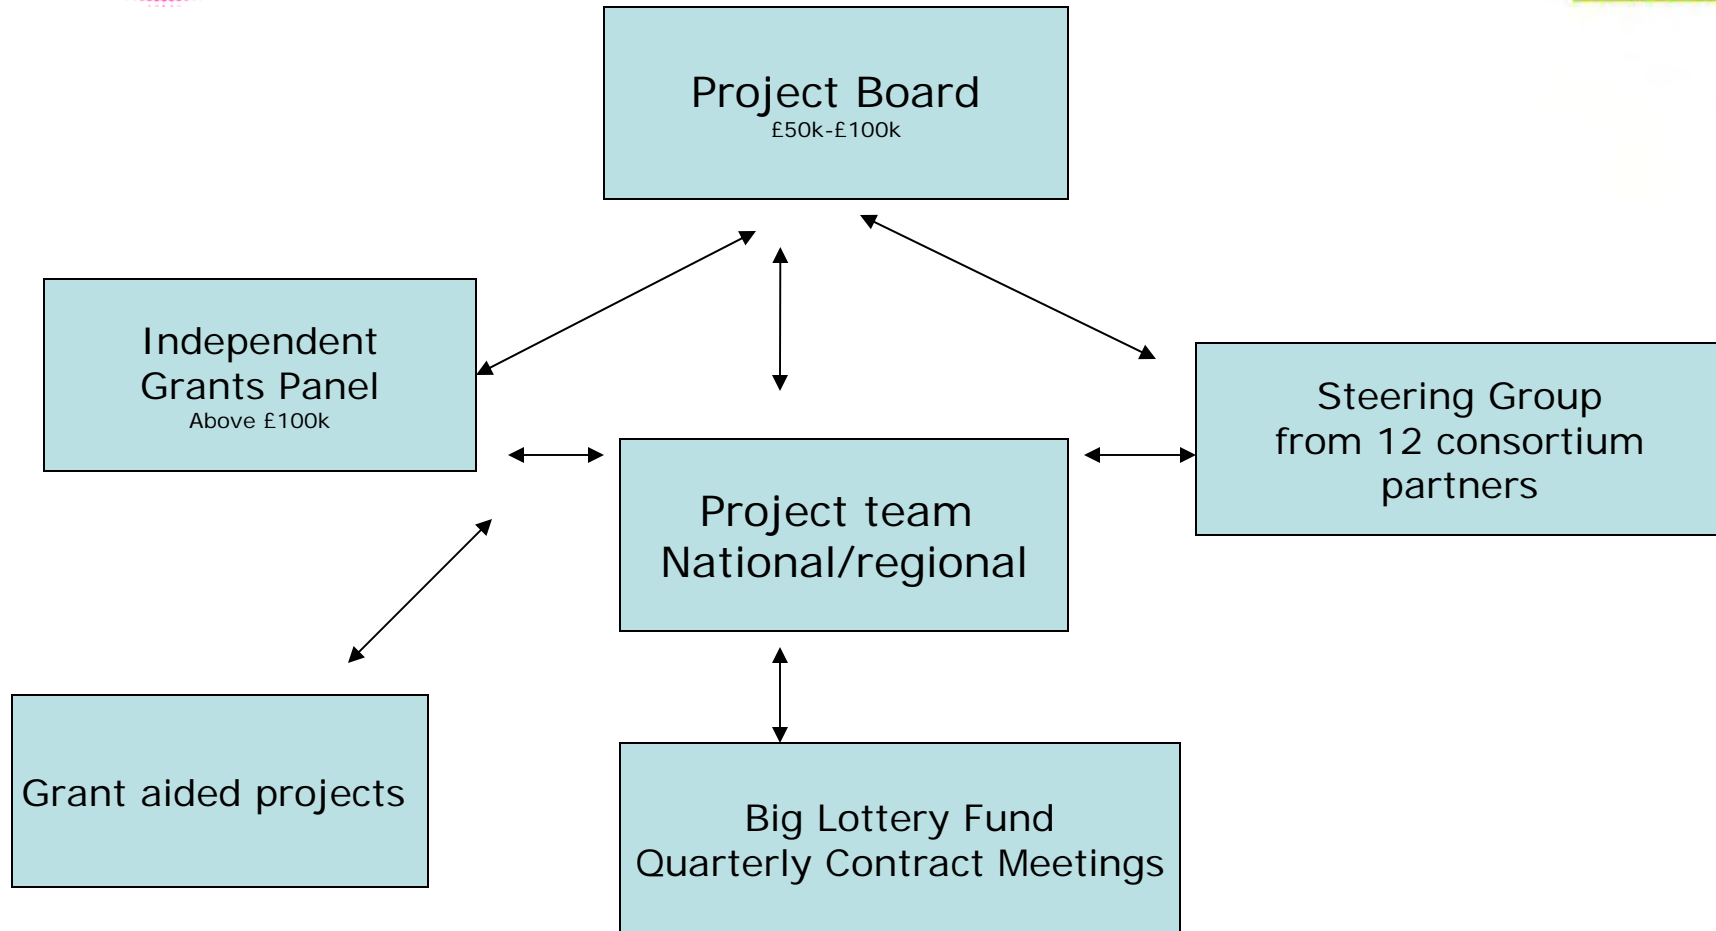 Project Board
£50k-£100k
Independent
Grants Panel
Above £100k
Steering Group
from 12 consortium
partners
Project team
National/regional
Grant aided projects
Big Lottery Fund
Quarterly Contract Meetings